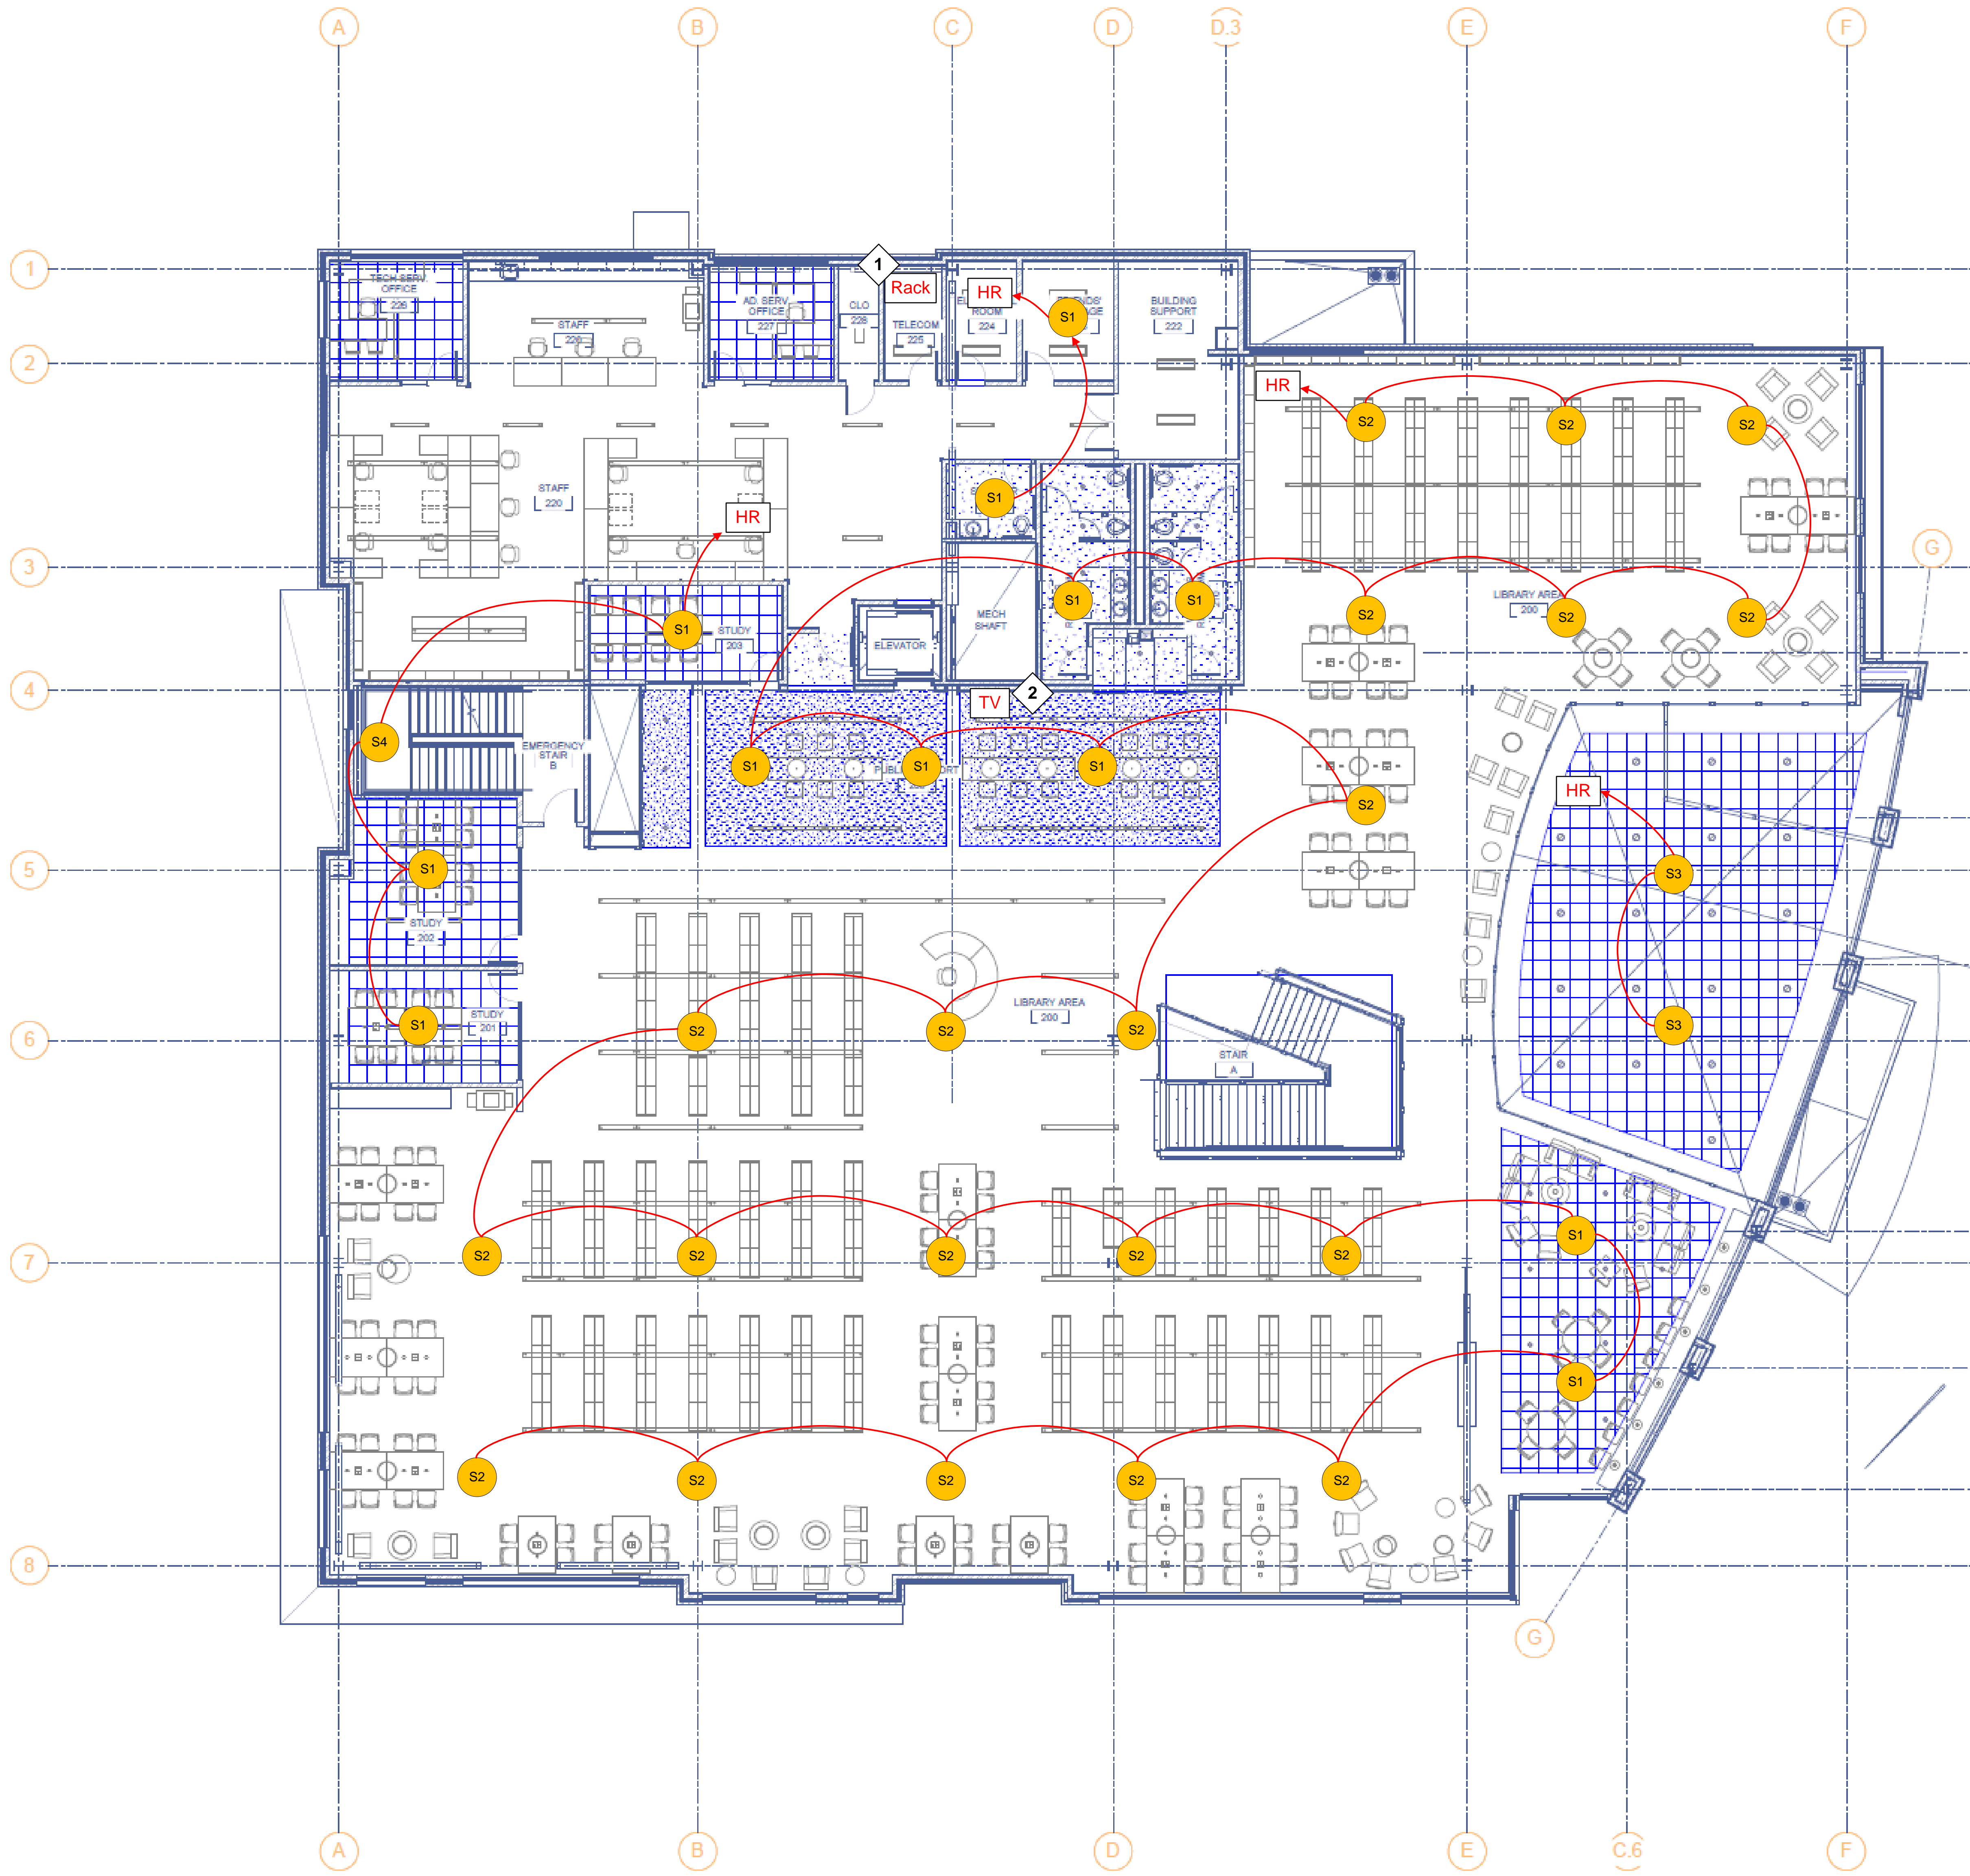 A
B
C
D
D.3
E
F
1
1
Rack
TECH SERV.
OFFICE
226
AD. SERV.
OFFICE
227
CLO
228
TELECOM
225
HR
ROOM
224
S1
BUILDING
SUPPORT
222
STAFF
2
HR
S2
S2
S2
STAFF
220
S1
HR
G
3
S1
S1
S2
LIBRARY AREA
200
S2
S2
MECH
SHAFT
S1
STUDY
203
ELEVATOR
4
TV
2
S4
EMERGENCY
STAIR
B
S1
S1
S1
S2
HR
5
S1
S3
STUDY
202
LIBRARY AREA
200
S1
STUDY
201
S2
S2
S2
S3
6
STAIR
A
S1
7
S2
S2
S2
S2
S2
S1
S2
S2
S2
S2
S2
8
G
A
B
D
E
C.6
F